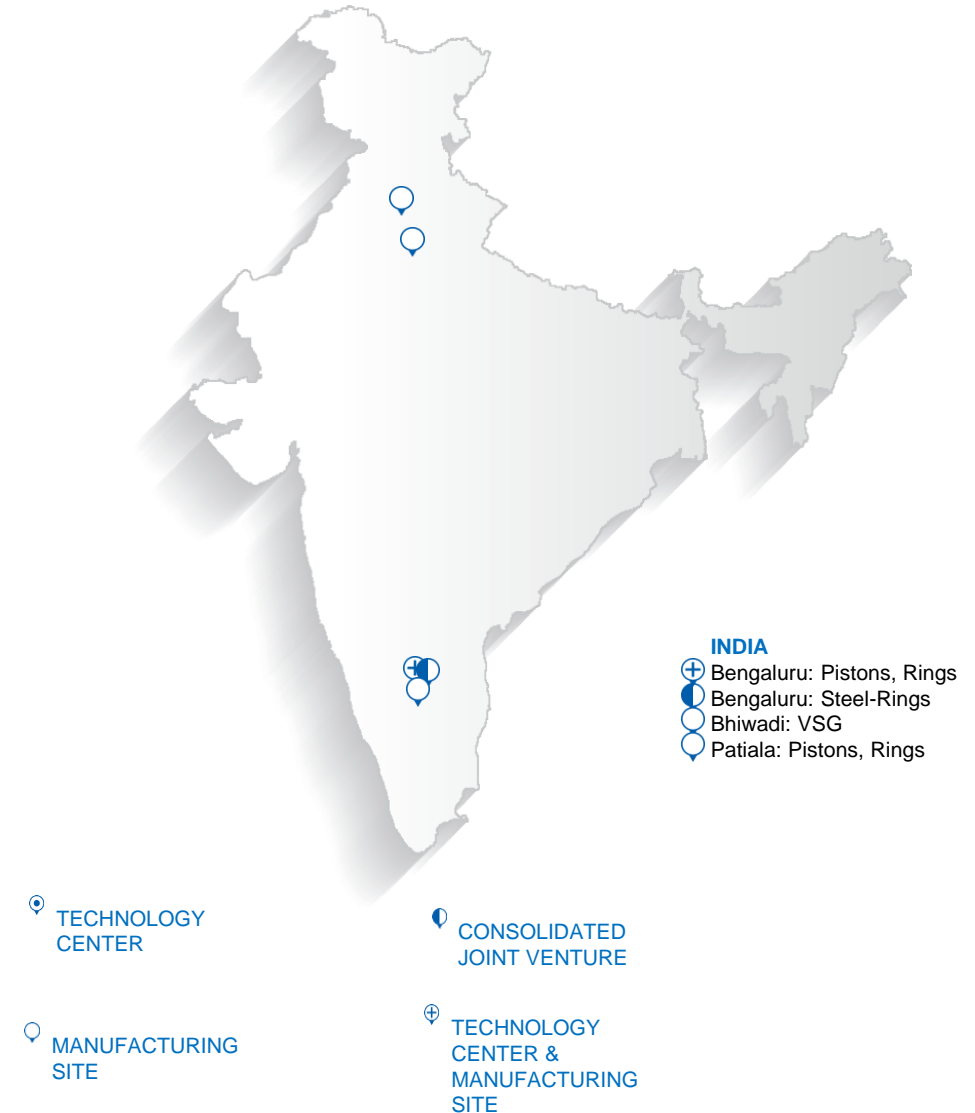 INDIA
Bengaluru: Pistons, Rings
Bengaluru: Steel-Rings
Bhiwadi: VSG
Patiala: Pistons, Rings
TECHNOLOGY
CENTER
CONSOLIDATED
JOINT VENTURE
MANUFACTURING
SITE
TECHNOLOGY
CENTER &
MANUFACTURING
SITE